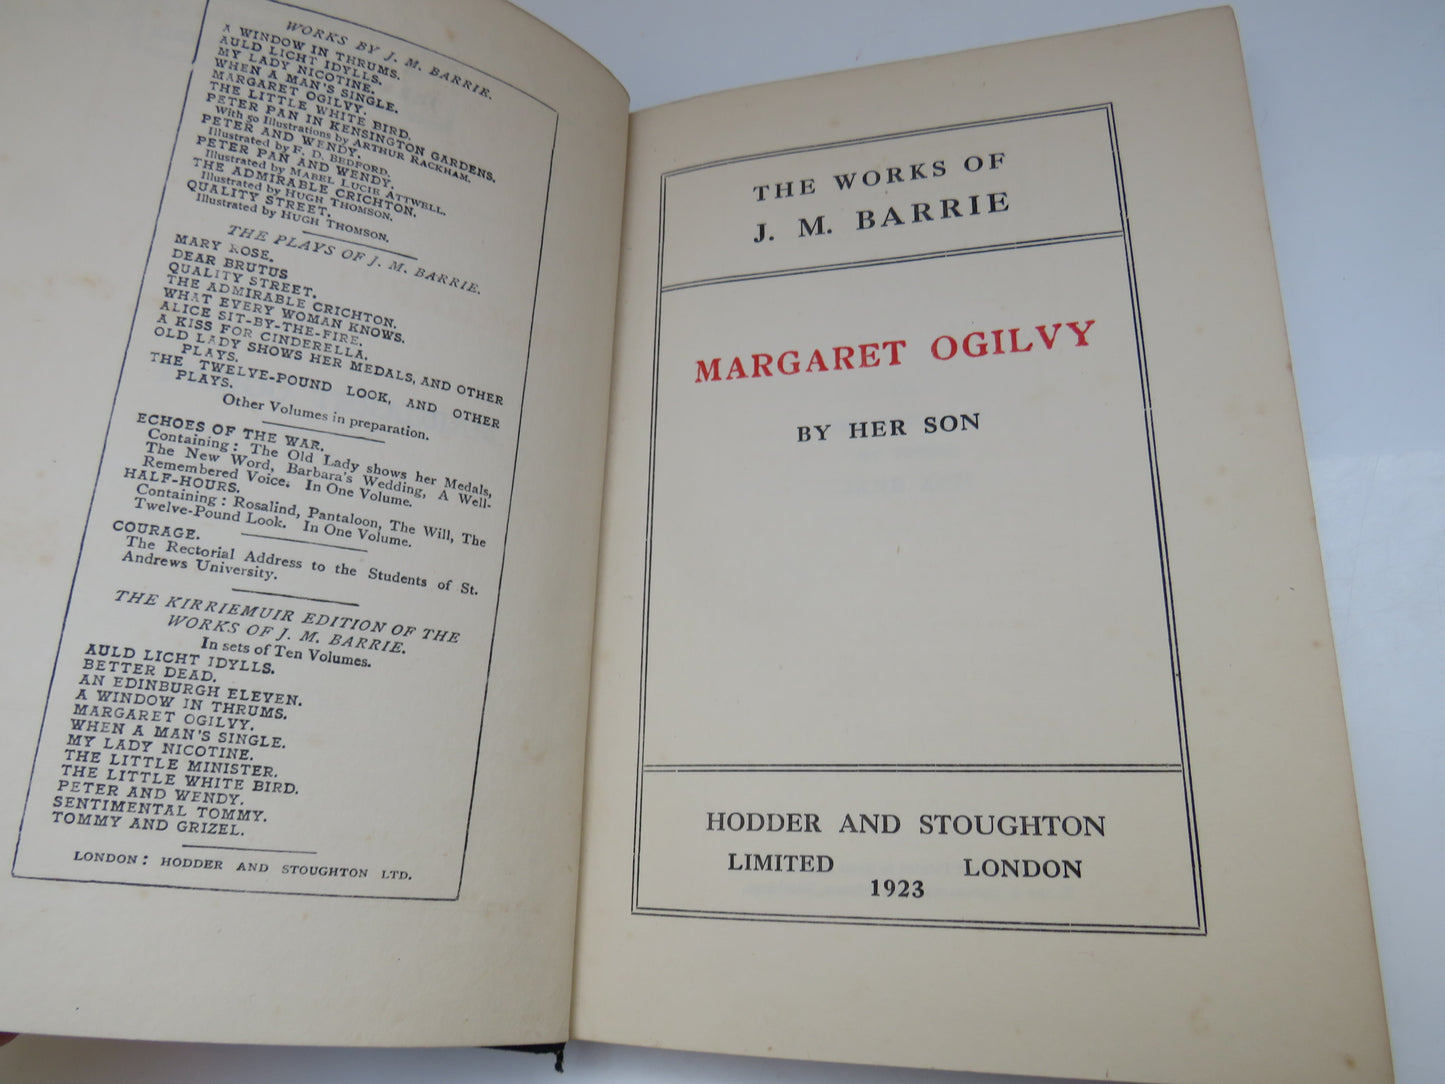 WORKS BY J. M. BARRIE.
A WINDOW IN THRUMS.
AULD LICHT IDYLLS.
MY LADY NICOTINE.
WHEN A MAN'S SINGLE.
MARGARET OGILVY.
THE LITTLE WHITE BIRD.
PETER PAN IN KENSINGTON GARDENS.
With 50 Illustrations by ARTHUR RACKHAM.
PETER AND WENDY.
Illustrated by F. D. BEDFORD.
PETER PAN AND WENDY.
Illustrated by MABEL LUCIE ATTWELL.
THE ADMIRABLE CRICHTON.
Illustrated by HUGH THOMSON.
QUALITY STREET.
Illustrated by HUGH THOMSON.
THE PLAYS OF J. M. BARRIE.
MARY ROSE.
DEAR BRUTUS
QUALITY STREET.
THE ADMIRABLE CRICHTON.
WHAT EVERY WOMAN KNOWS.
ALICE SIT-BY-THE-FIRE.
A KISS FOR CINDERELLA.
OLD LADY SHOWS HER MEDALS, AND OTHER
PLAYS.
THE TWELVE-POUND LOOK, AND OTHER
PLAYS.
Other Volumes in preparation.
ECHOES OF THE WAR.
Containing: The Old Lady shows her Medals,
The New Word, Barbara's Wedding, A Well-
Remembered Voice. In One Volume.
HALF-HOURS.
Containing: Rosalind, Pantaloon, The Will, The
Twelve-Pound Look. In One Volume.
COURAGE.
The Rectorial Address to the Students of St.
Andrews University.
THE KIRRIEMUIR EDITION OF THE
WORKS OF J. M. BARRIE.
In sets of Ten Volumes.
AULD LICHT IDYLLS.
BETTER DEAD.
AN EDINBURGH ELEVEN.
A WINDOW IN THRUMS.
MARGARET OGILVY.
WHEN A MAN'S SINGLE.
MY LADY NICOTINE.
THE LITTLE MINISTER.
THE LITTLE WHITE BIRD.
PETER AND WENDY.
SENTIMENTAL TOMMY.
TOMMY AND GRIZEL.
LONDON: HODDER AND STOUGHTON LTD.
THE WORKS OF
J. M. BARRIE
MARGARET OGILVY
BY HER SON
HODDER AND STOUGHTON
LIMITED LONDON
1923